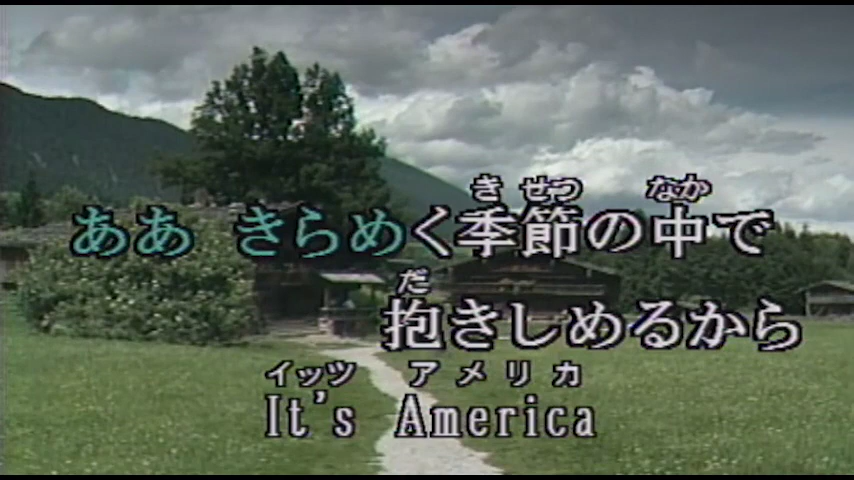 ああ きらめく季節の中で
抱きしめるから
It's America
きせつ なか
だ
イッツ アメリカ